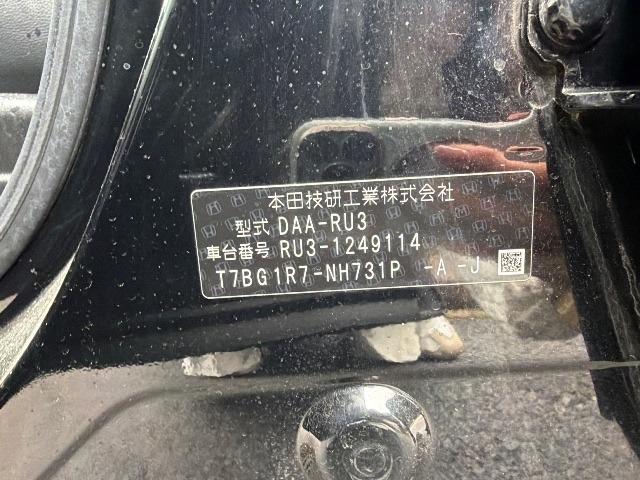 本田技研工業株式会社
型式 DAA-RU3
車台番号 RU3-1249114
T7BG1R7-NH731P -A -J